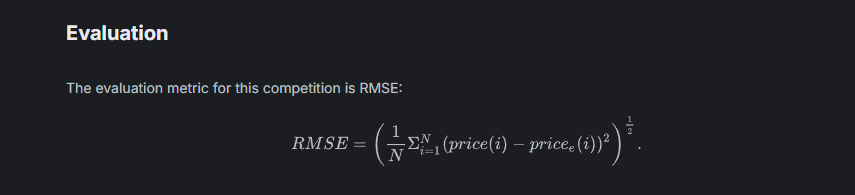 Evaluation
The evaluation metric for this competition is RMSE:
RMSE = (1/N Σ_{i=1}^{N} (price(i) − price_e(i))^2)^{1/2}.